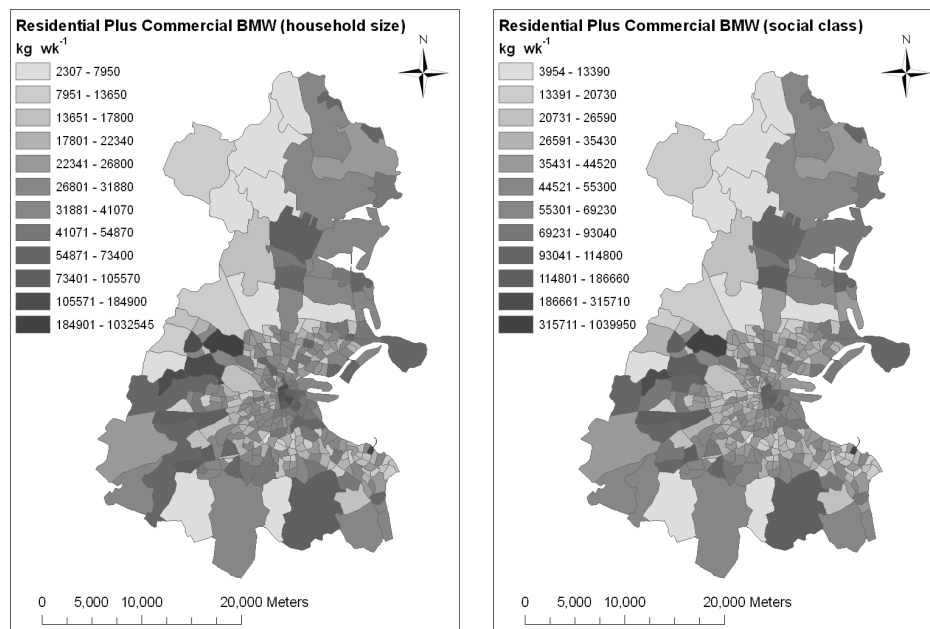 Residential Plus Commercial BMW (household size)
kg wk-1
N
2307 - 7950
7951 - 13650
13651 - 17800
17801 - 22340
22341 - 26800
26801 - 31880
31881 - 41070
41071 - 54870
54871 - 73400
73401 - 105570
105571 - 184900
184901 - 1032545
0 5,000 10,000 20,000 Meters
Residential Plus Commercial BMW (social class)
kg wk-1
N
3954 - 13390
13391 - 20730
20731 - 26590
26591 - 35430
35431 - 44520
44521 - 55300
55301 - 69230
69231 - 93040
93041 - 114800
114801 - 186660
186661 - 315710
315711 - 1039950
0 5,000 10,000 20,000 Meters